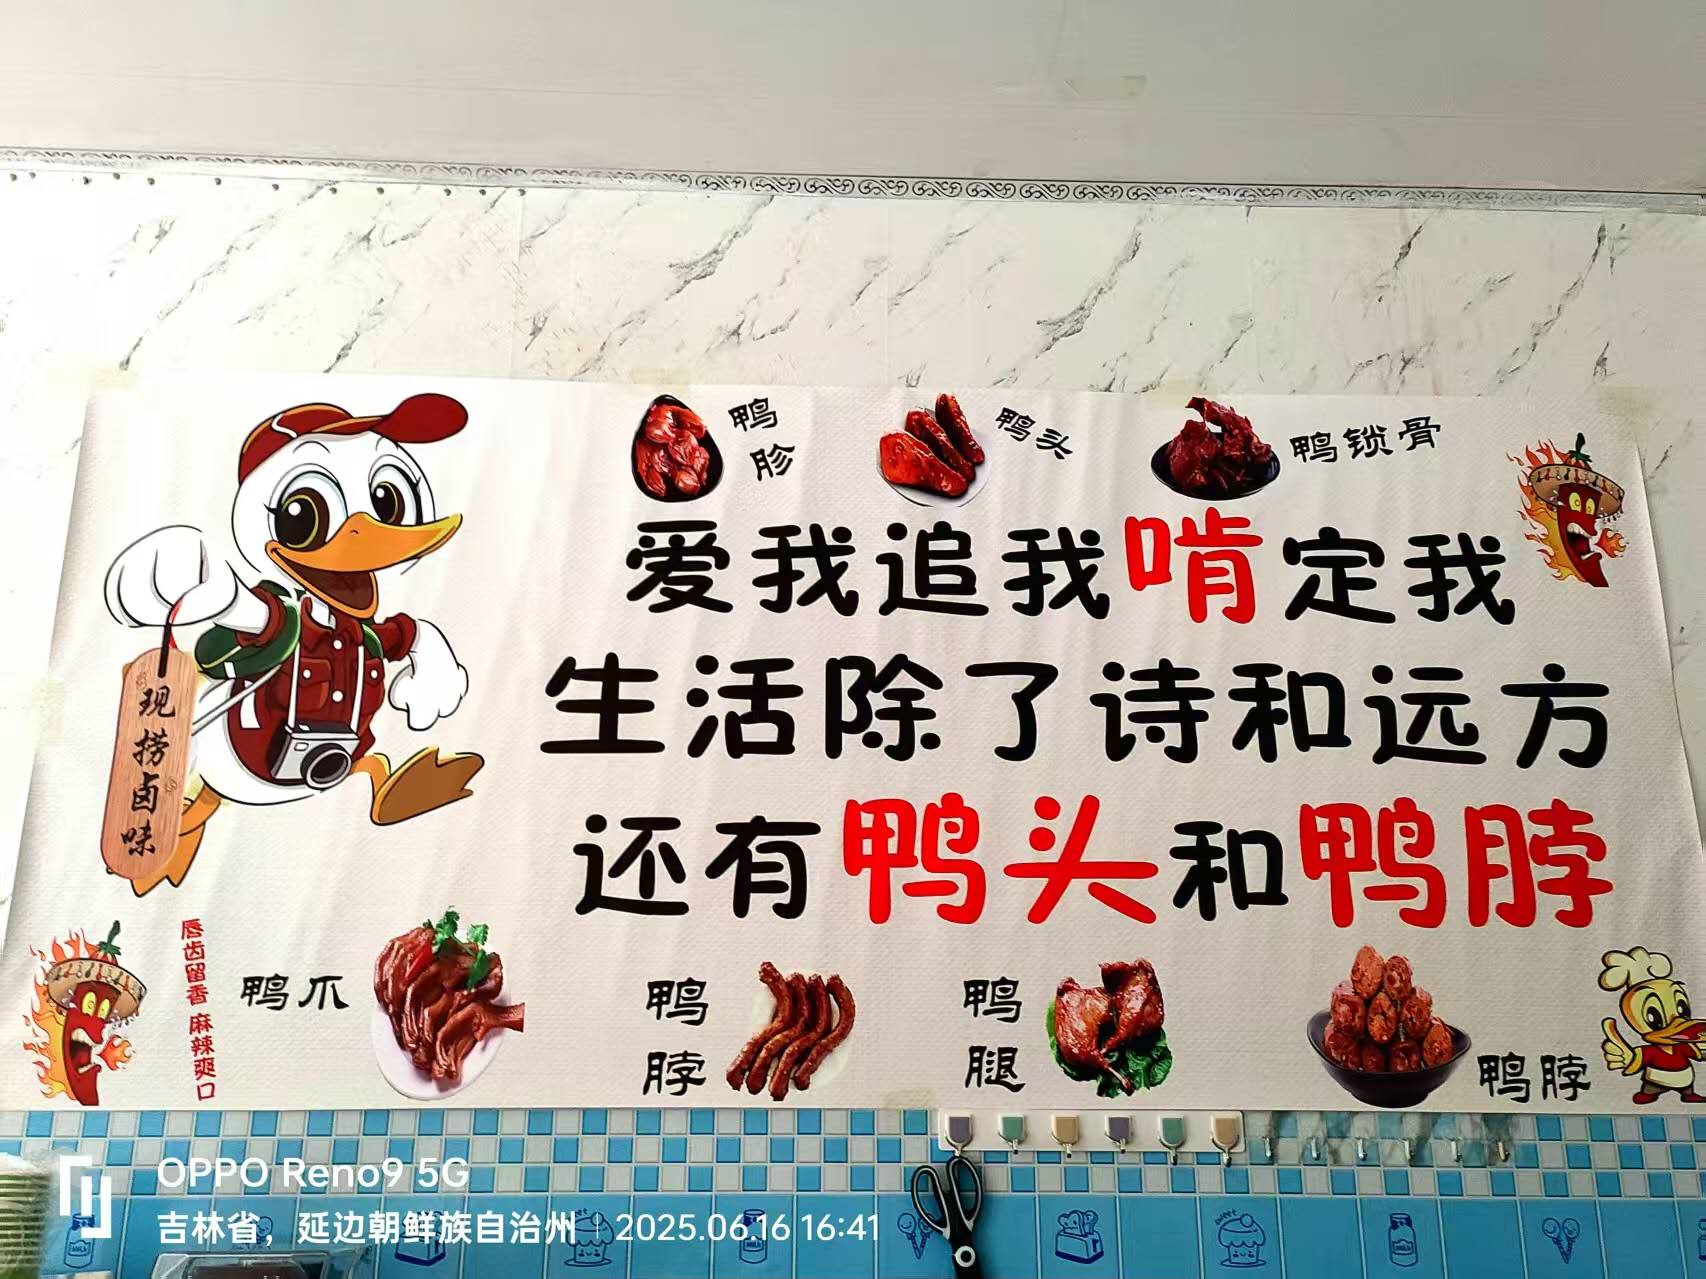 鸭
胗
鸭头
鸭锁骨
爱我追我啃定我
生活除了诗和远方
还有鸭头和鸭脖
现捞卤味
唇齿留香 麻辣爽口
鸭爪
鸭
脖
鸭
腿
鸭脖
OPPO Reno9 5G
吉林省，延边朝鲜族自治州 | 2025.06.16 16:41